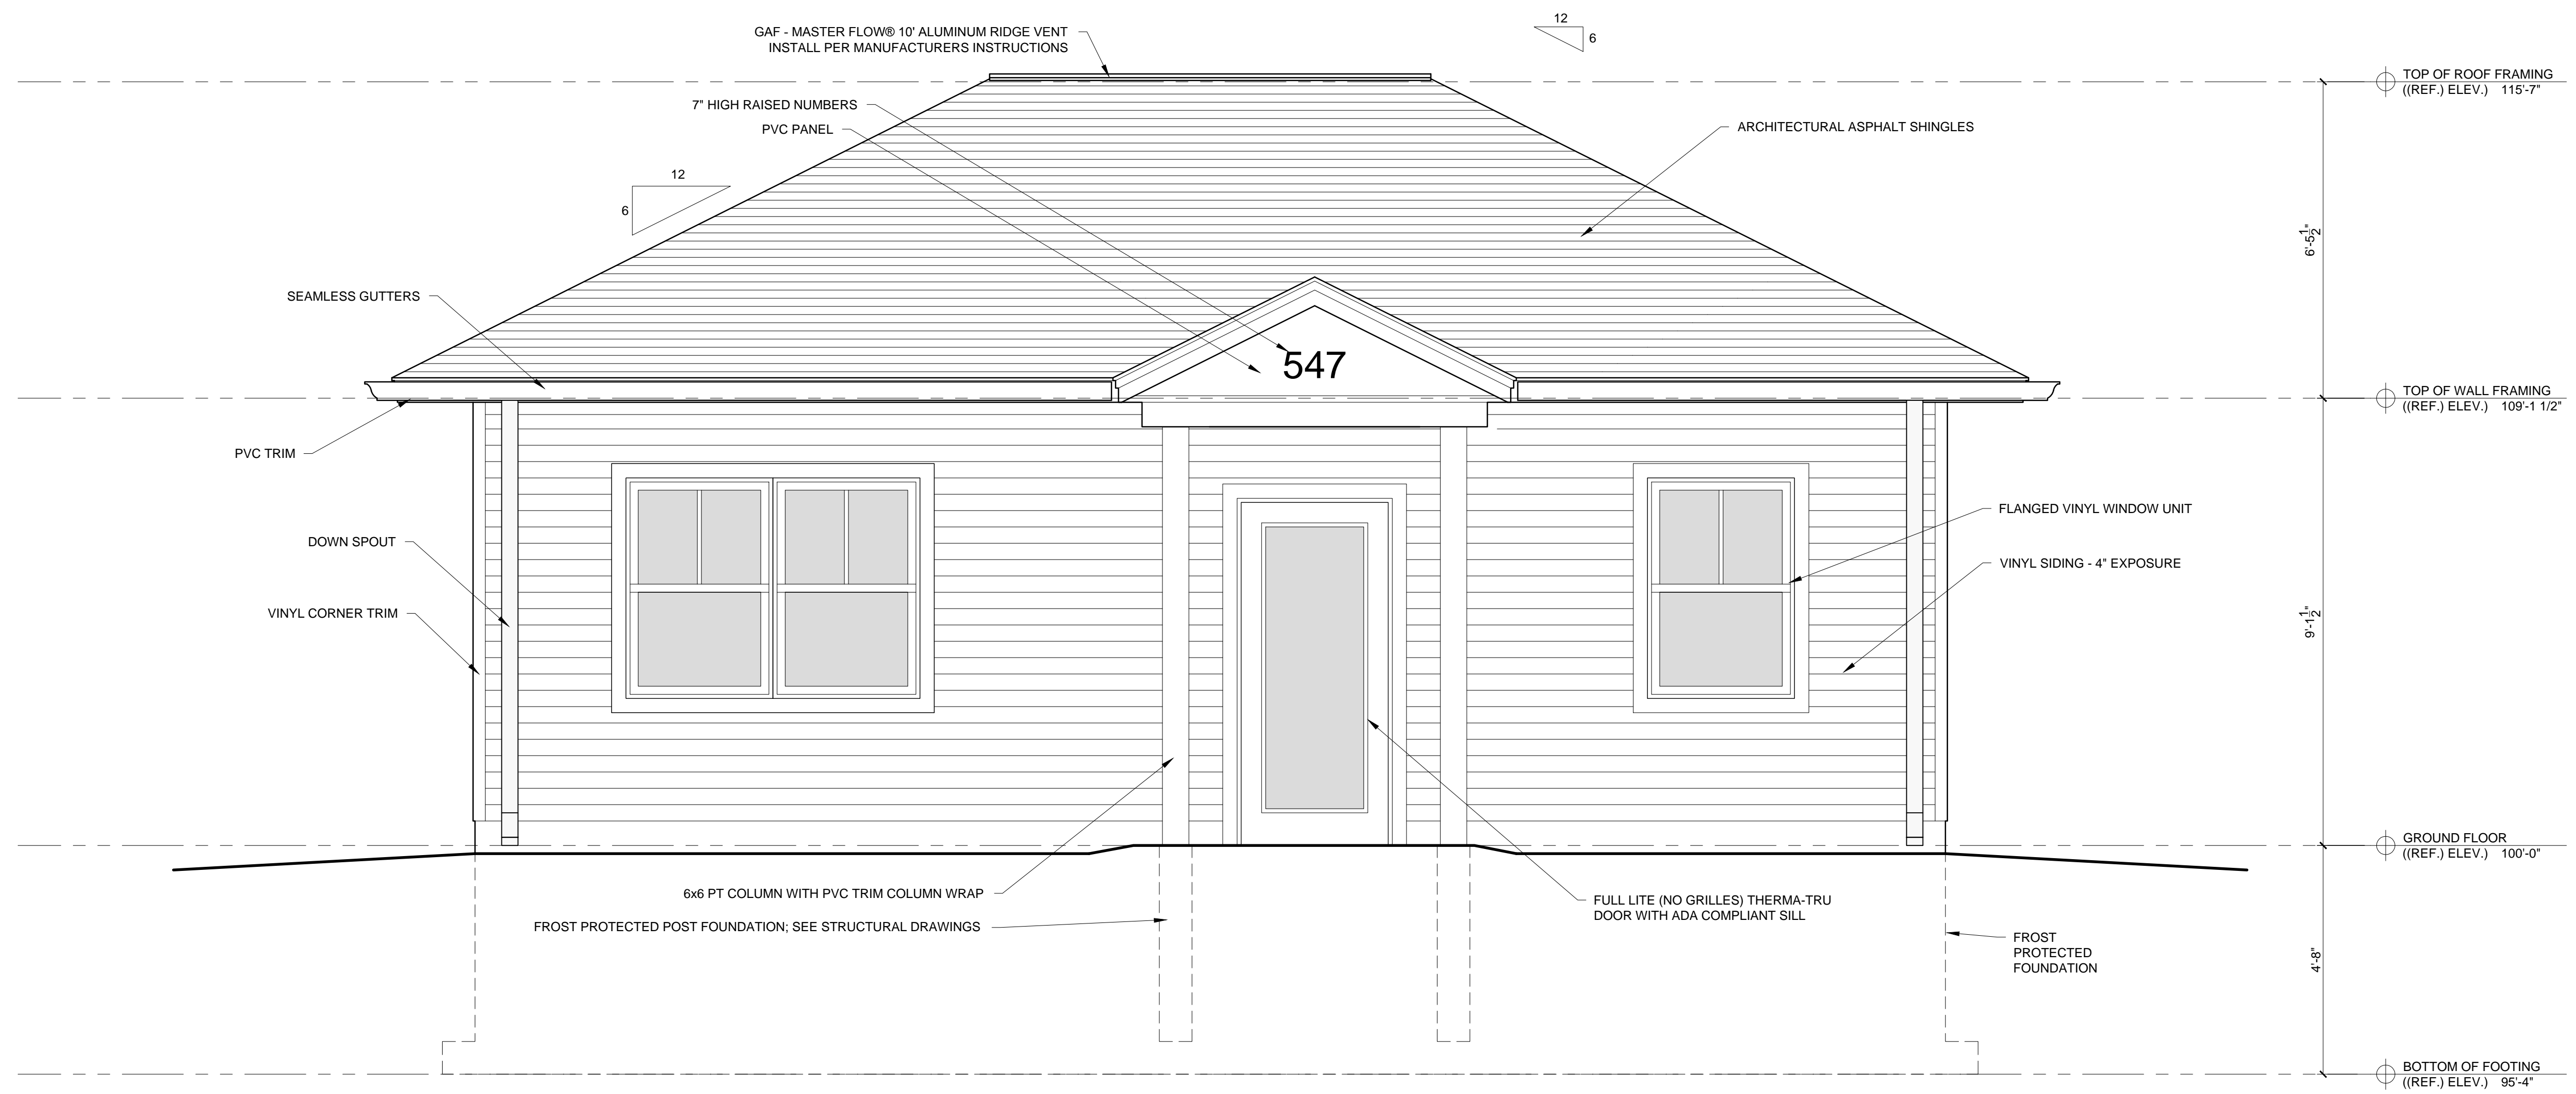 GAF - MASTER FLOW® 10' ALUMINUM RIDGE VENT
INSTALL PER MANUFACTURERS INSTRUCTIONS
12
6
TOP OF ROOF FRAMING
((REF.) ELEV.) 115'-7"
7" HIGH RAISED NUMBERS
PVC PANEL
ARCHITECTURAL ASPHALT SHINGLES
12
6
6'-5 1/2"
SEAMLESS GUTTERS
547
TOP OF WALL FRAMING
((REF.) ELEV.) 109'-1 1/2"
PVC TRIM
FLANGED VINYL WINDOW UNIT
DOWN SPOUT
VINYL SIDING - 4" EXPOSURE
VINYL CORNER TRIM
9'-1 1/2"
GROUND FLOOR
((REF.) ELEV.) 100'-0"
6x6 PT COLUMN WITH PVC TRIM COLUMN WRAP
FULL LITE (NO GRILLES) THERMA-TRU
DOOR WITH ADA COMPLIANT SILL
FROST PROTECTED POST FOUNDATION; SEE STRUCTURAL DRAWINGS
FROST
PROTECTED
FOUNDATION
4'-8"
BOTTOM OF FOOTING
((REF.) ELEV.) 95'-4"